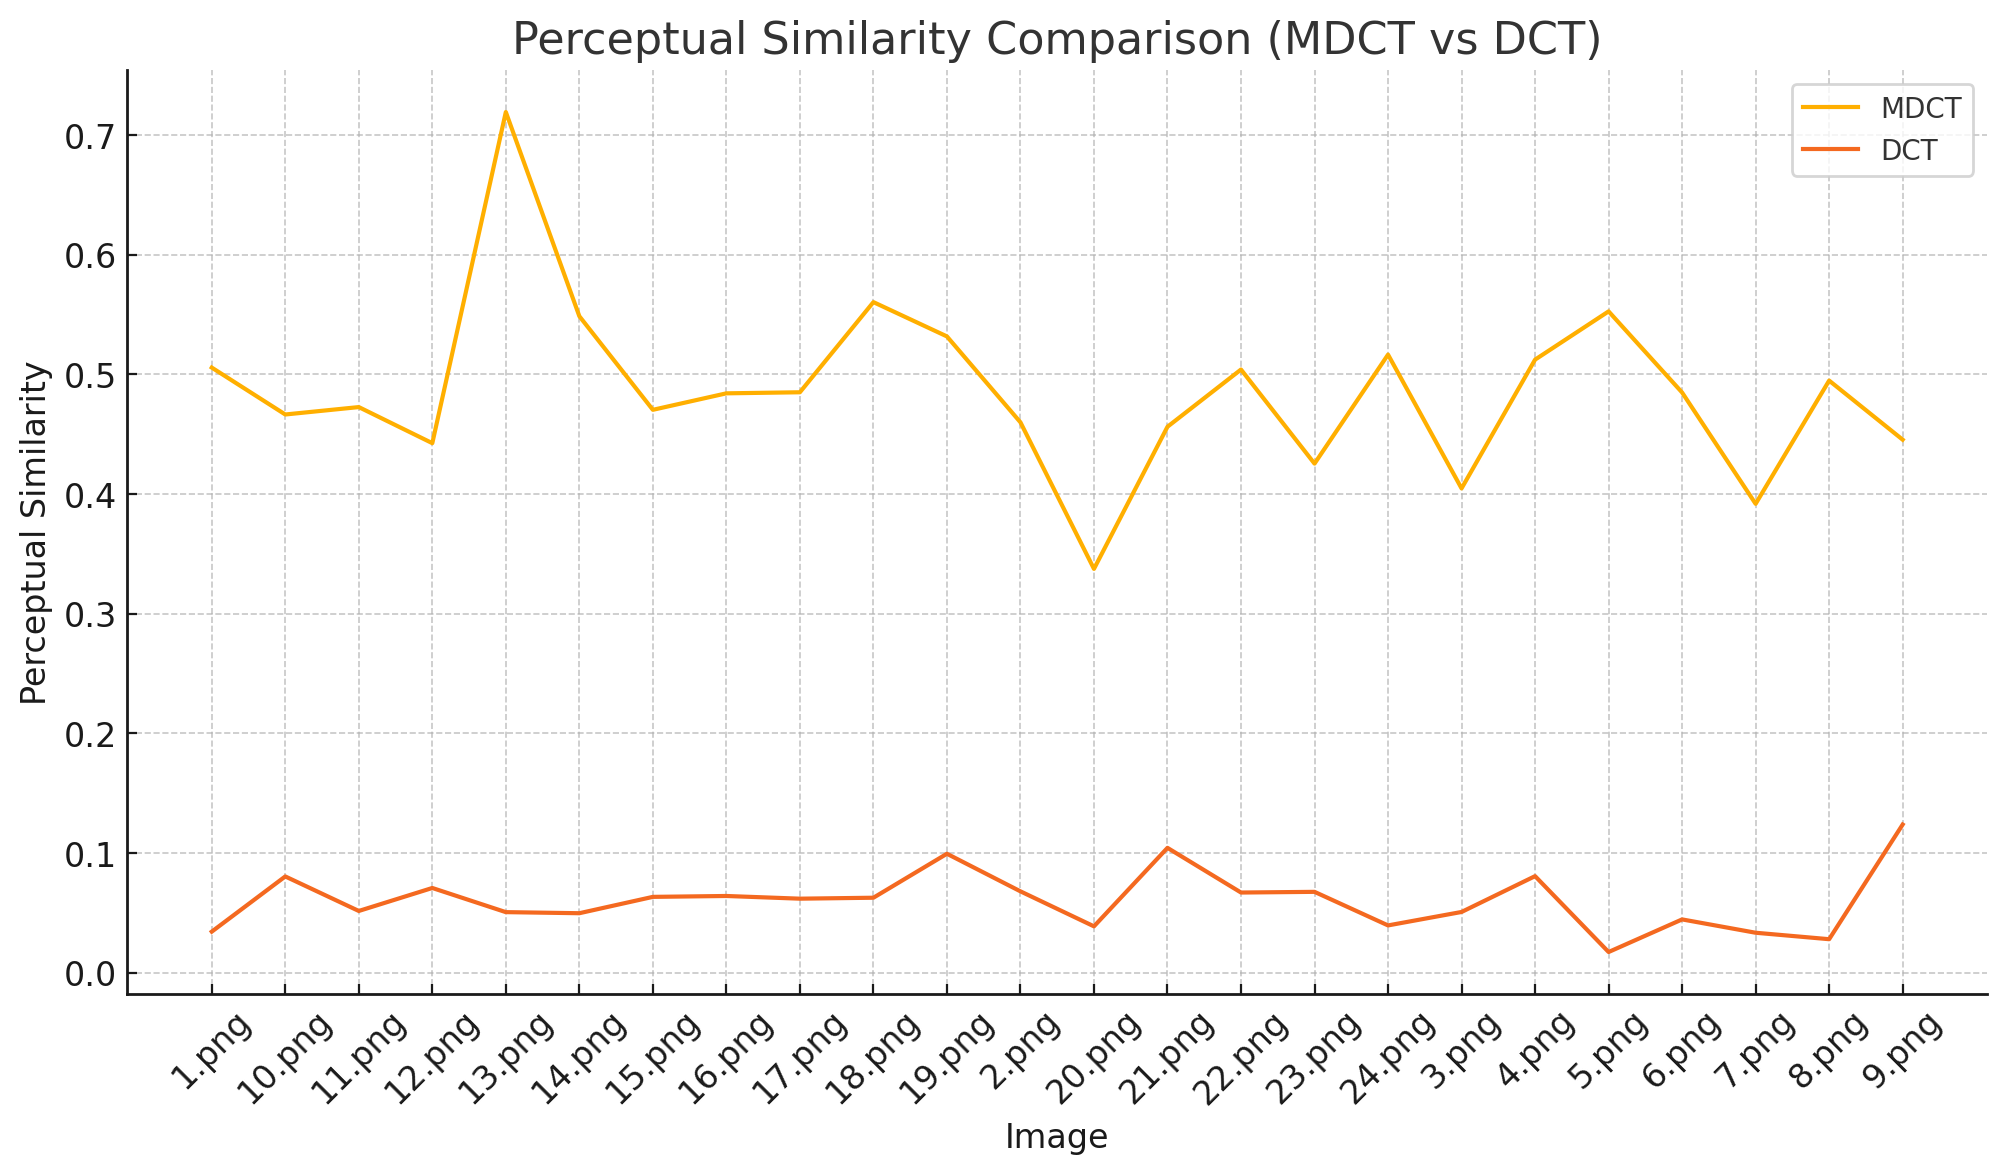 Perceptual Similarity Comparison (MDCT vs DCT)
MDCT
DCT
Perceptual Similarity
0.7
0.6
0.5
0.4
0.3
0.2
0.1
0.0
1.png
10.png
11.png
12.png
13.png
14.png
15.png
16.png
17.png
18.png
19.png
2.png
20.png
21.png
22.png
23.png
24.png
3.png
4.png
5.png
6.png
7.png
8.png
9.png
Image